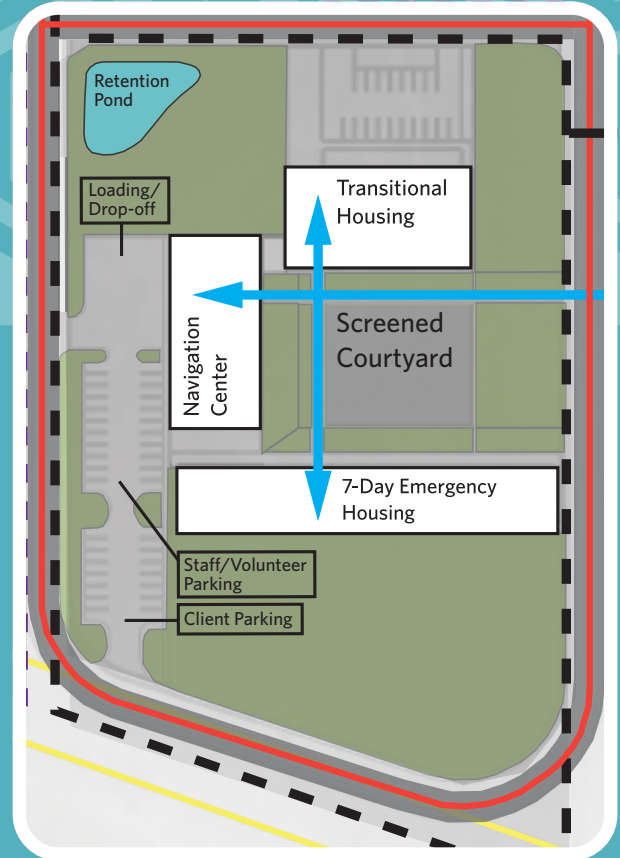 Retention
Pond
Loading/
Drop-off
Transitional
Housing
Navigation
Center
Screened
Courtyard
7-Day Emergency
Housing
Staff/Volunteer
Parking
Client Parking